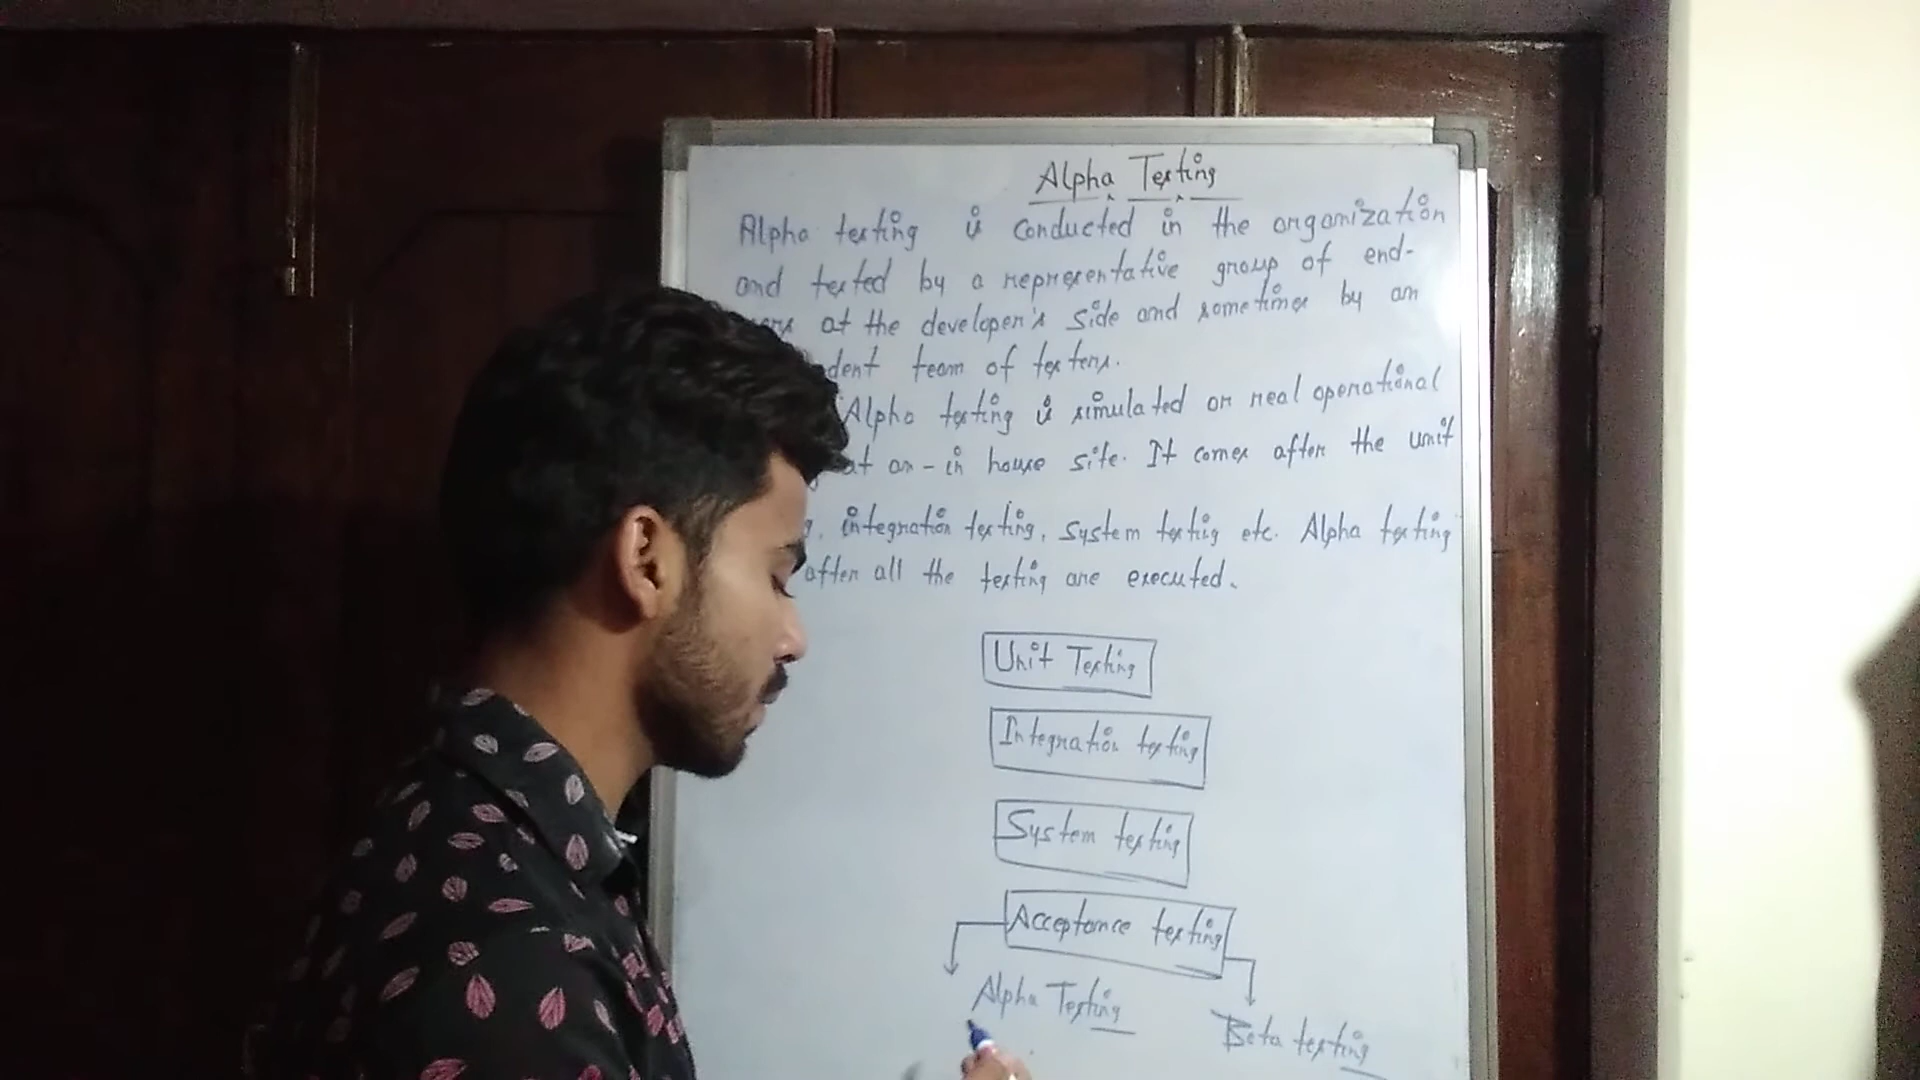 Alpha Testing
Alpha testing is conducted in the organization
and tested by a representative group of end-
at the developer's side and sometimes by an
team of testers.
Alpha testing is simulated or real operational
at an-in house site. It comes after the unit
integration testing, system testig etc. Alpha testing
after all the testing are executed.
Unit Testing
Integration testing
System testing
Acceptance testing
Alpha Testing
Beta testing